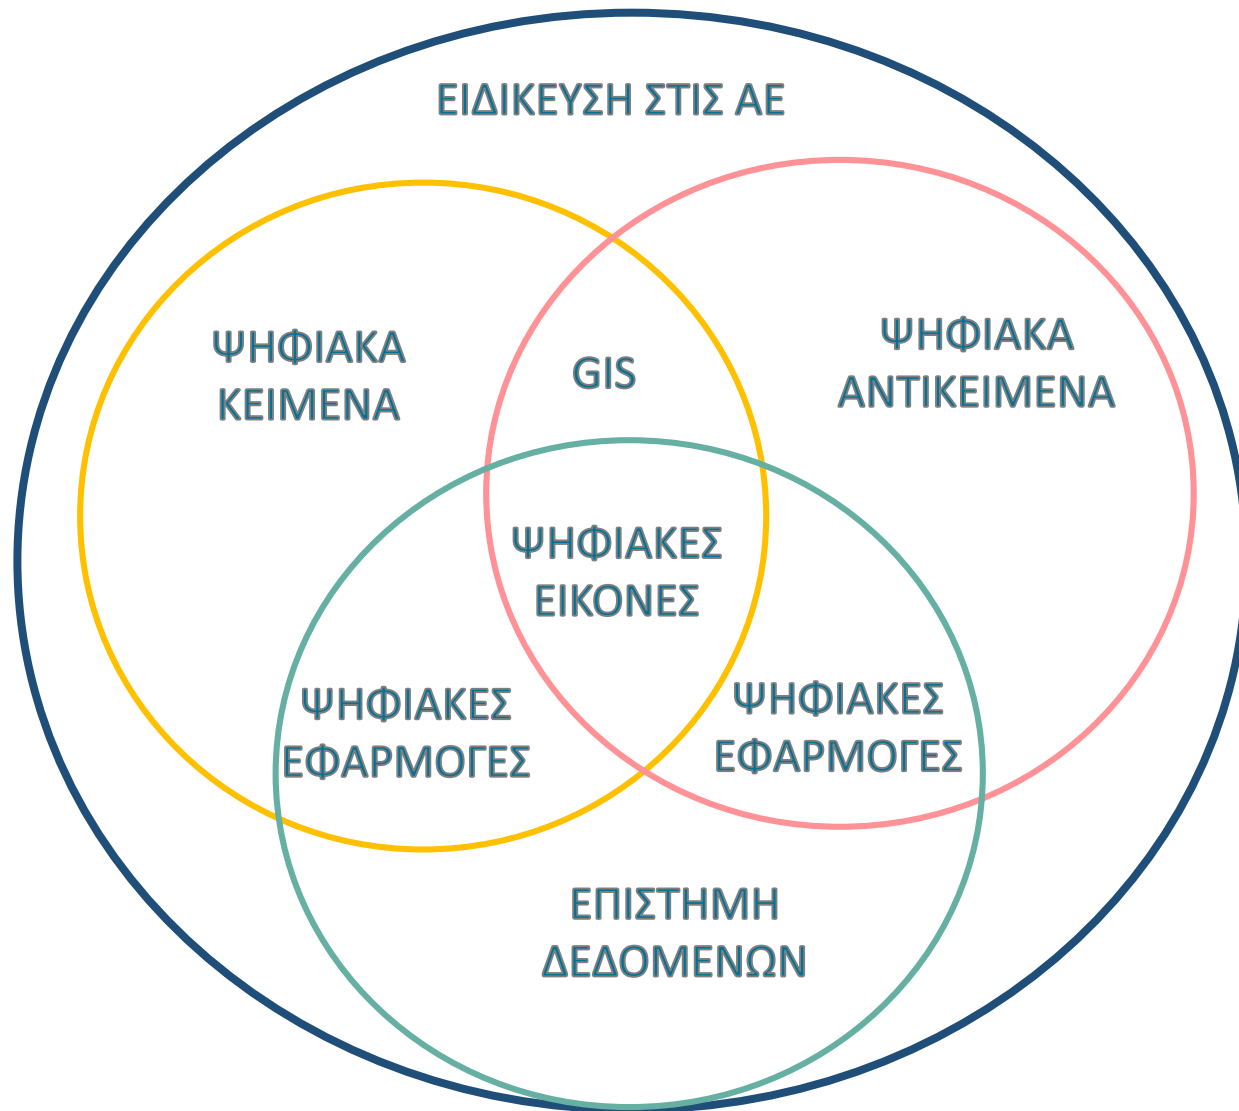 ΕΙΔΙΚΕΥΣΗ ΣΤΙΣ ΑΕ
ΨΗΦΙΑΚΑ
ΚΕΙΜΕΝΑ
GIS
ΨΗΦΙΑΚΑ
ΑΝΤΙΚΕΙΜΕΝΑ
ΨΗΦΙΑΚΕΣ
ΕΙΚΟΝΕΣ
ΨΗΦΙΑΚΕΣ
ΕΦΑΡΜΟΓΕΣ
ΨΗΦΙΑΚΕΣ
ΕΦΑΡΜΟΓΕΣ
ΕΠΙΣΤΗΜΗ
ΔΕΔΟΜΕΝΩΝ